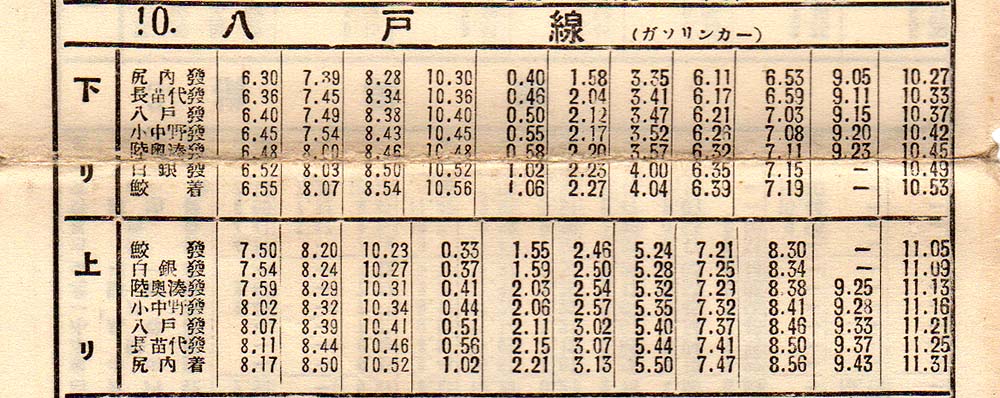 10. 八戸線 (ガソリンカー)
下リ
尻内發 6.30 7.39 8.28 10.30 0.40 1.58 3.35 6.11 6.53 9.05 10.27
長苗代發 6.36 7.45 8.34 10.36 0.46 2.04 3.41 6.17 6.59 9.11 10.33
八戸發 6.40 7.49 8.38 10.40 0.50 2.12 3.47 6.21 7.03 9.15 10.37
小中野發 6.45 7.54 8.43 10.45 0.55 2.17 3.52 6.26 7.08 9.20 10.42
陸奥湊發 6.48 8.00 8.46 10.48 0.58 2.20 3.57 6.32 7.11 9.23 10.45
白銀發 6.52 8.03 8.50 10.52 1.02 2.23 4.00 6.35 7.15 — 10.49
鮫着 6.55 8.07 8.54 10.56 1.06 2.27 4.04 6.39 7.19 — 10.53
上リ
鮫發 7.50 8.20 10.23 0.33 1.55 2.46 5.24 7.21 8.30 — 11.05
白銀發 7.54 8.24 10.27 0.37 1.59 2.50 5.28 7.25 8.34 — 11.09
陸奥湊發 7.59 8.29 10.31 0.41 2.03 2.54 5.32 7.29 8.38 9.25 11.13
小中野發 8.02 8.32 10.34 0.44 2.06 2.57 5.35 7.32 8.41 9.28 11.16
八戸發 8.07 8.39 10.41 0.51 2.11 3.02 5.40 7.37 8.46 9.33 11.21
長苗代發 8.11 8.44 10.46 0.56 2.15 3.07 5.44 7.41 8.50 9.37 11.25
尻内着 8.17 8.50 10.52 1.02 2.21 3.13 5.50 7.47 8.56 9.43 11.31